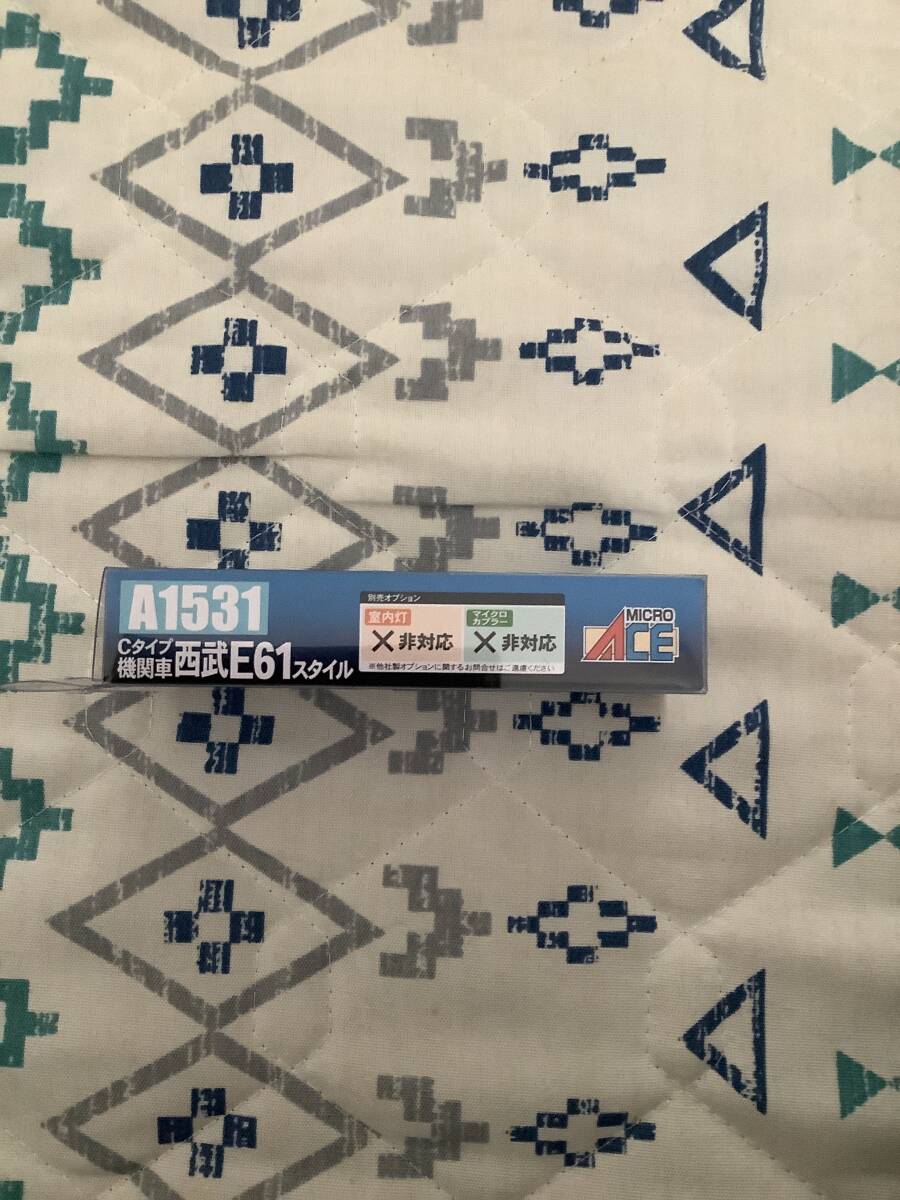 A1531
Cタイプ
機関車 西武E61スタイル
別売オプション
室内灯
× 非対応
マイクロ
カプラー
× 非対応
※他社製オプションに関するお問合せはご遠慮ください
MICRO
ACE